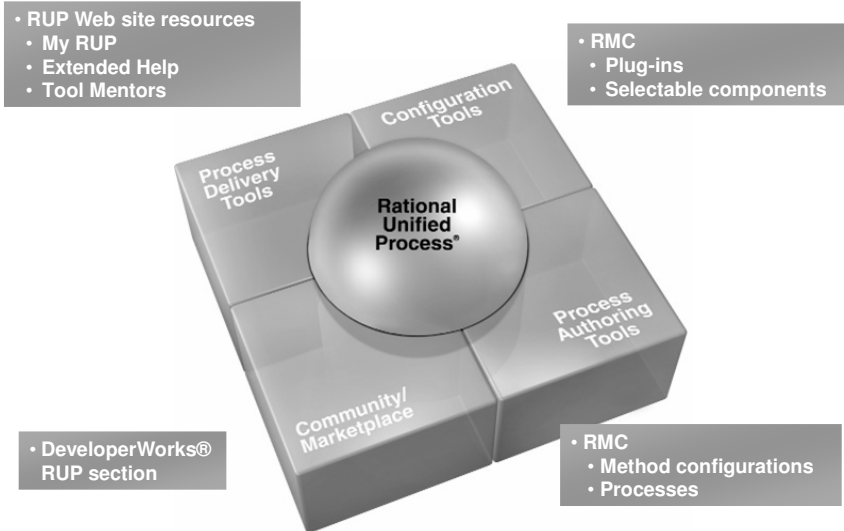 • RUP Web site resources
• My RUP
• Extended Help
• Tool Mentors
• RMC
• Plug-ins
• Selectable components
Configuration
Tools
Process
Delivery
Tools
Rational
Unified
Process®
Process
Authoring
Tools
Community/
Marketplace
• DeveloperWorks®
RUP section
• RMC
• Method configurations
• Processes